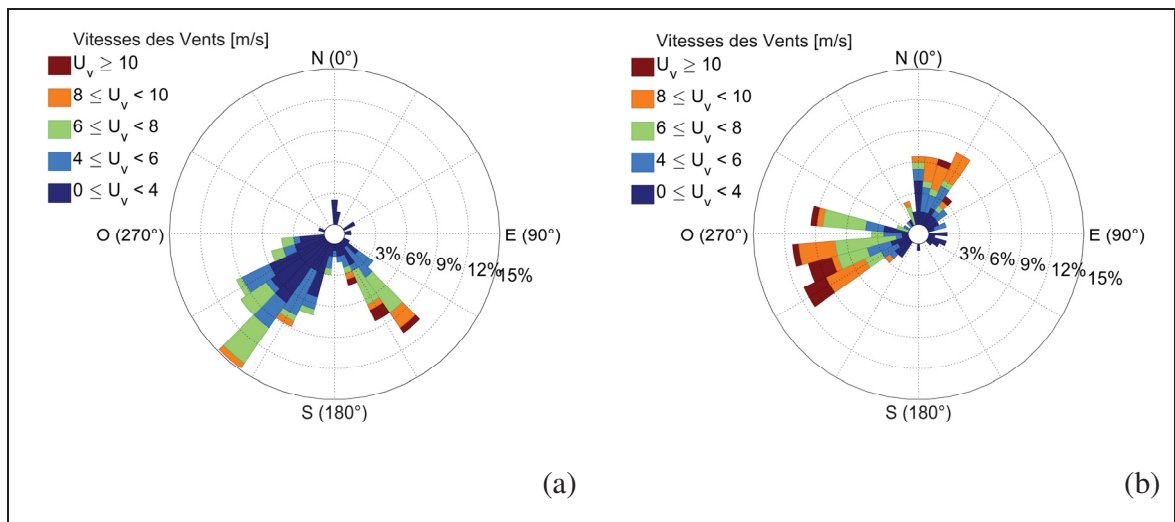 Vitesses des Vents [m/s]
N (0°)
U_v ≥ 10
8 ≤ U_v < 10
6 ≤ U_v < 8
4 ≤ U_v < 6
0 ≤ U_v < 4
O (270°)
E (90°)
3% 6% 9% 12% 15%
S (180°)
(a)
Vitesses des Vents [m/s]
N (0°)
U_v ≥ 10
8 ≤ U_v < 10
6 ≤ U_v < 8
4 ≤ U_v < 6
0 ≤ U_v < 4
O (270°)
E (90°)
3% 6% 9% 12% 15%
S (180°)
(b)